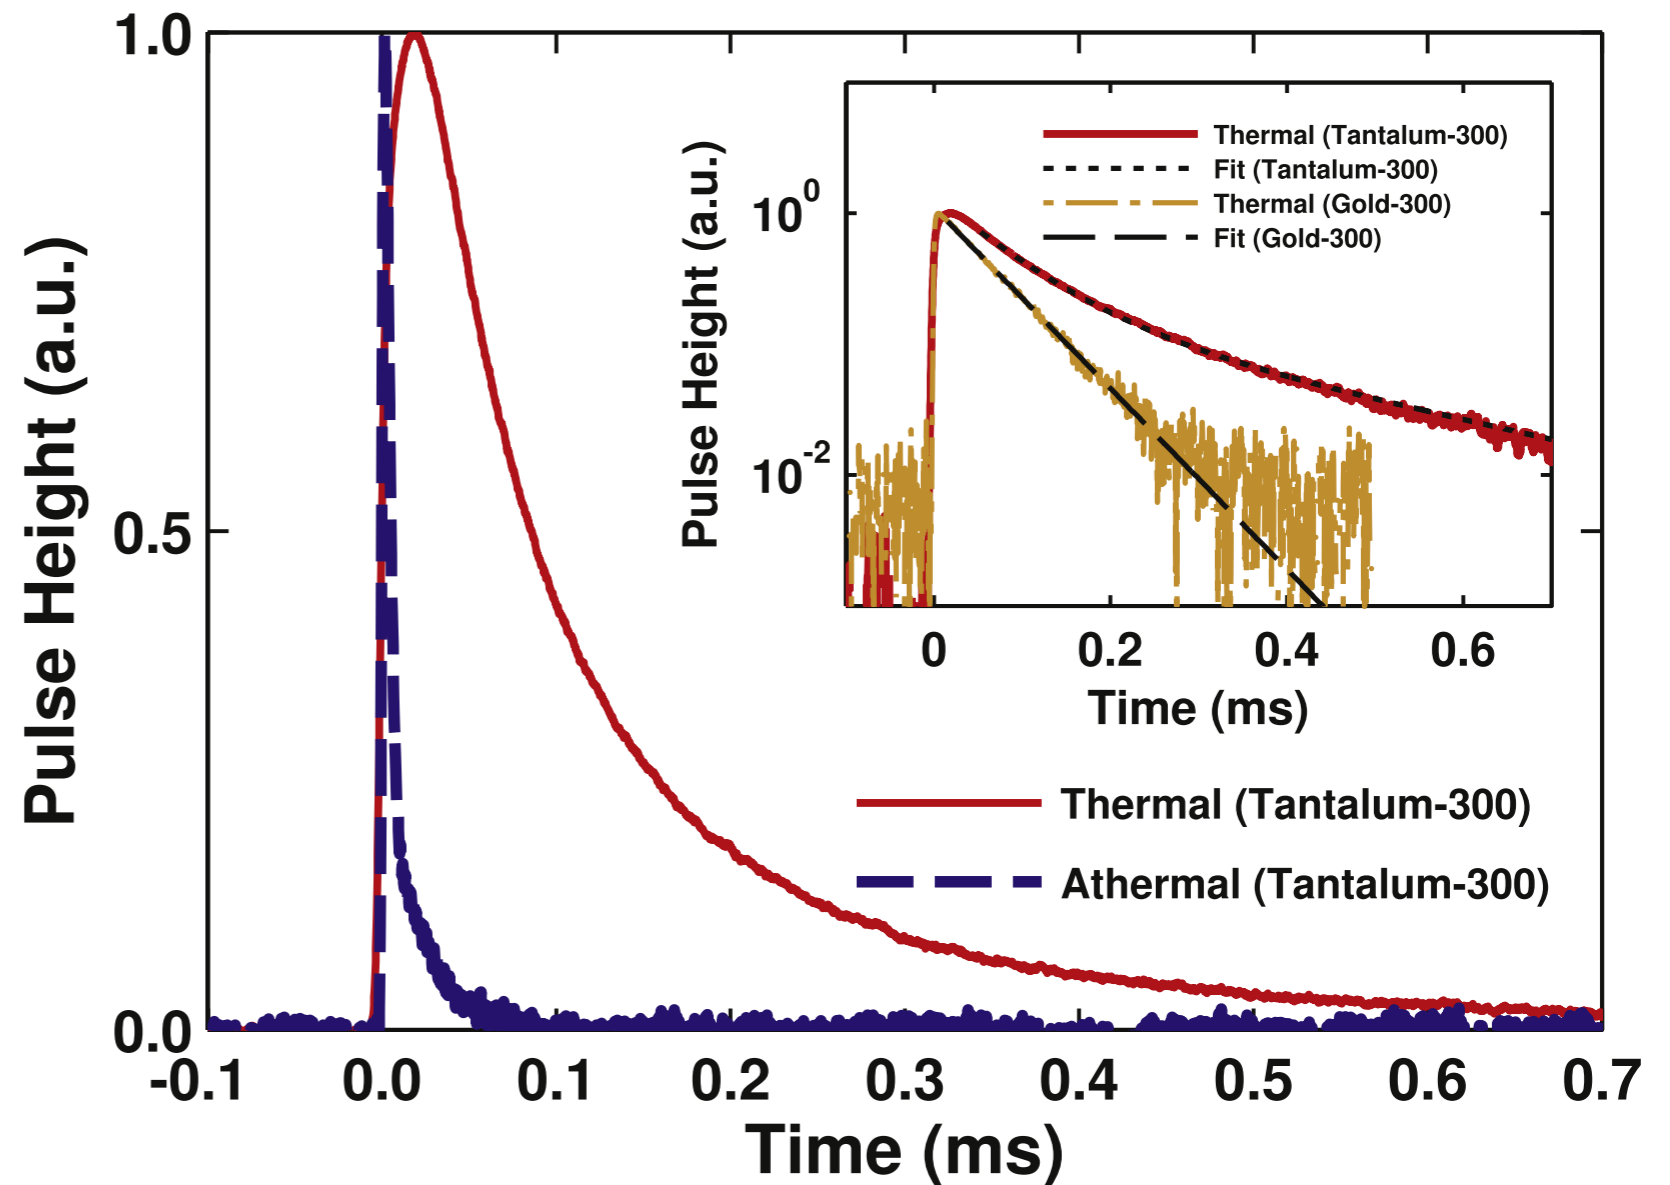 Pulse Height (a.u.)
1.0
0.5
0.0
-0.1 0.0 0.1 0.2 0.3 0.4 0.5 0.6 0.7
Time (ms)
Pulse Height (a.u.)
10^0
10^-2
0 0.2 0.4 0.6
Time (ms)
Thermal (Tantalum-300)
Fit (Tantalum-300)
Thermal (Gold-300)
Fit (Gold-300)
Thermal (Tantalum-300)
Athermal (Tantalum-300)